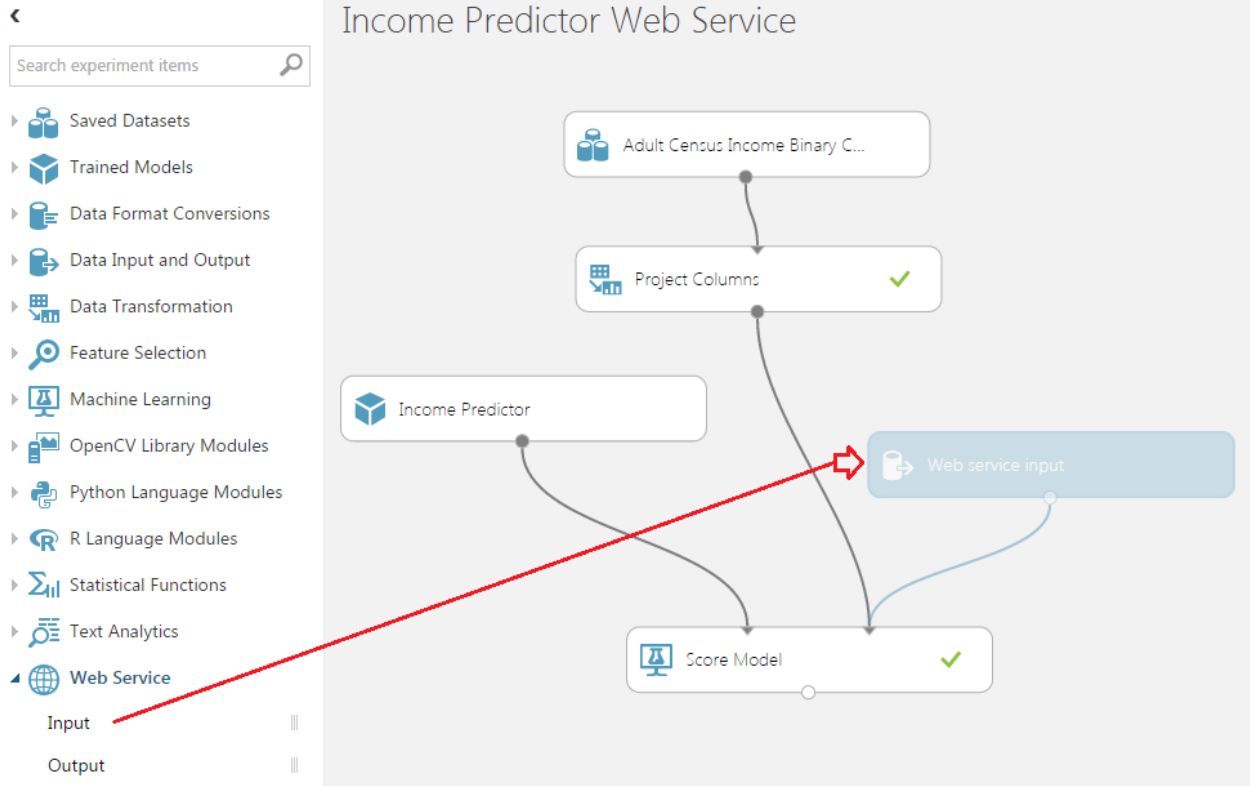 Income Predictor Web Service
Search experiment items
Saved Datasets
Trained Models
Data Format Conversions
Data Input and Output
Data Transformation
Feature Selection
Machine Learning
OpenCV Library Modules
Python Language Modules
R Language Modules
Statistical Functions
Text Analytics
Web Service
Input
Output
Adult Census Income Binary C...
Project Columns
Income Predictor
Web service input
Score Model